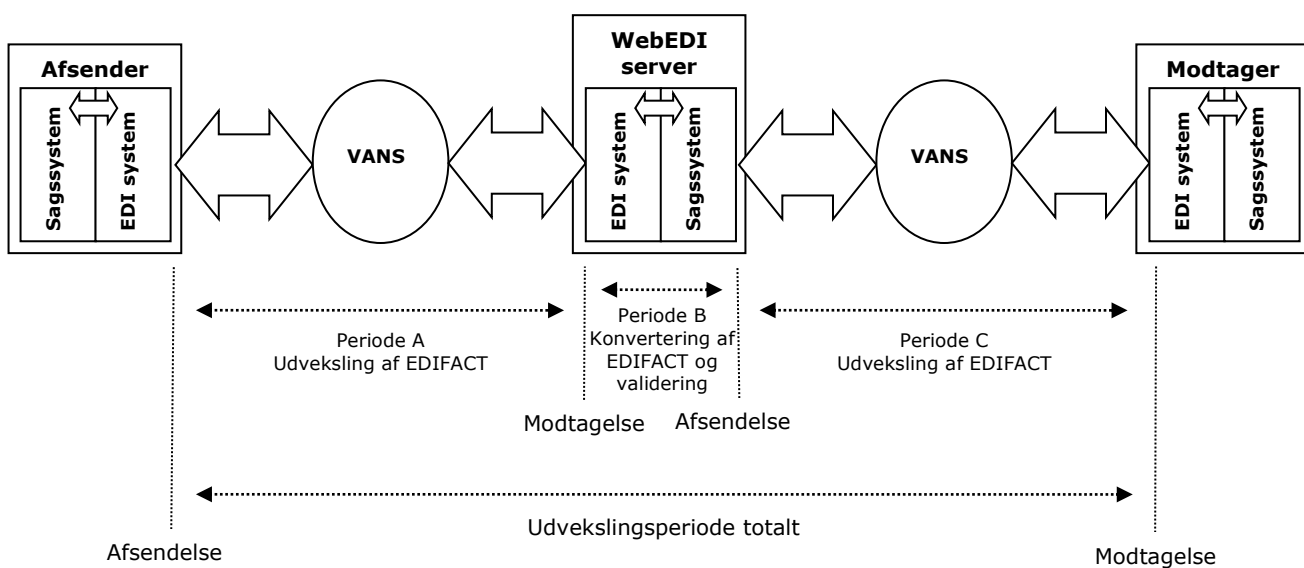 Afsender
Sagssystem
EDI system
VANS
WebEDI
server
EDI system
Sagssystem
VANS
Modtager
EDI system
Sagssystem
Periode A
Udveksling af EDIFACT
Periode B
Konvertering af
EDIFACT og
validering
Periode C
Udveksling af EDIFACT
Modtagelse
Afsendelse
Udvekslingsperiode totalt
Afsendelse
Modtagelse